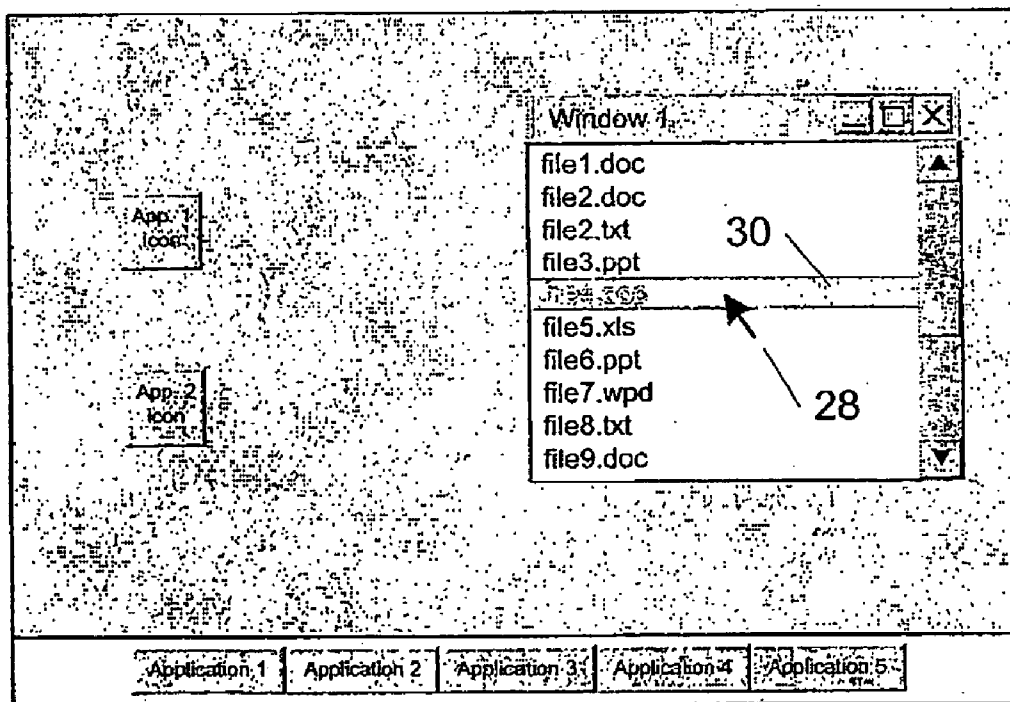 Window 1
file1.doc
file2.doc
file2.txt
file3.ppt
file5.xls
file6.ppt
file7.wpd
file8.txt
file9.doc
30
28
App. 1
Icon
App. 2
Icon
Application 1
Application 2
Application 3
Application 4
Application 5